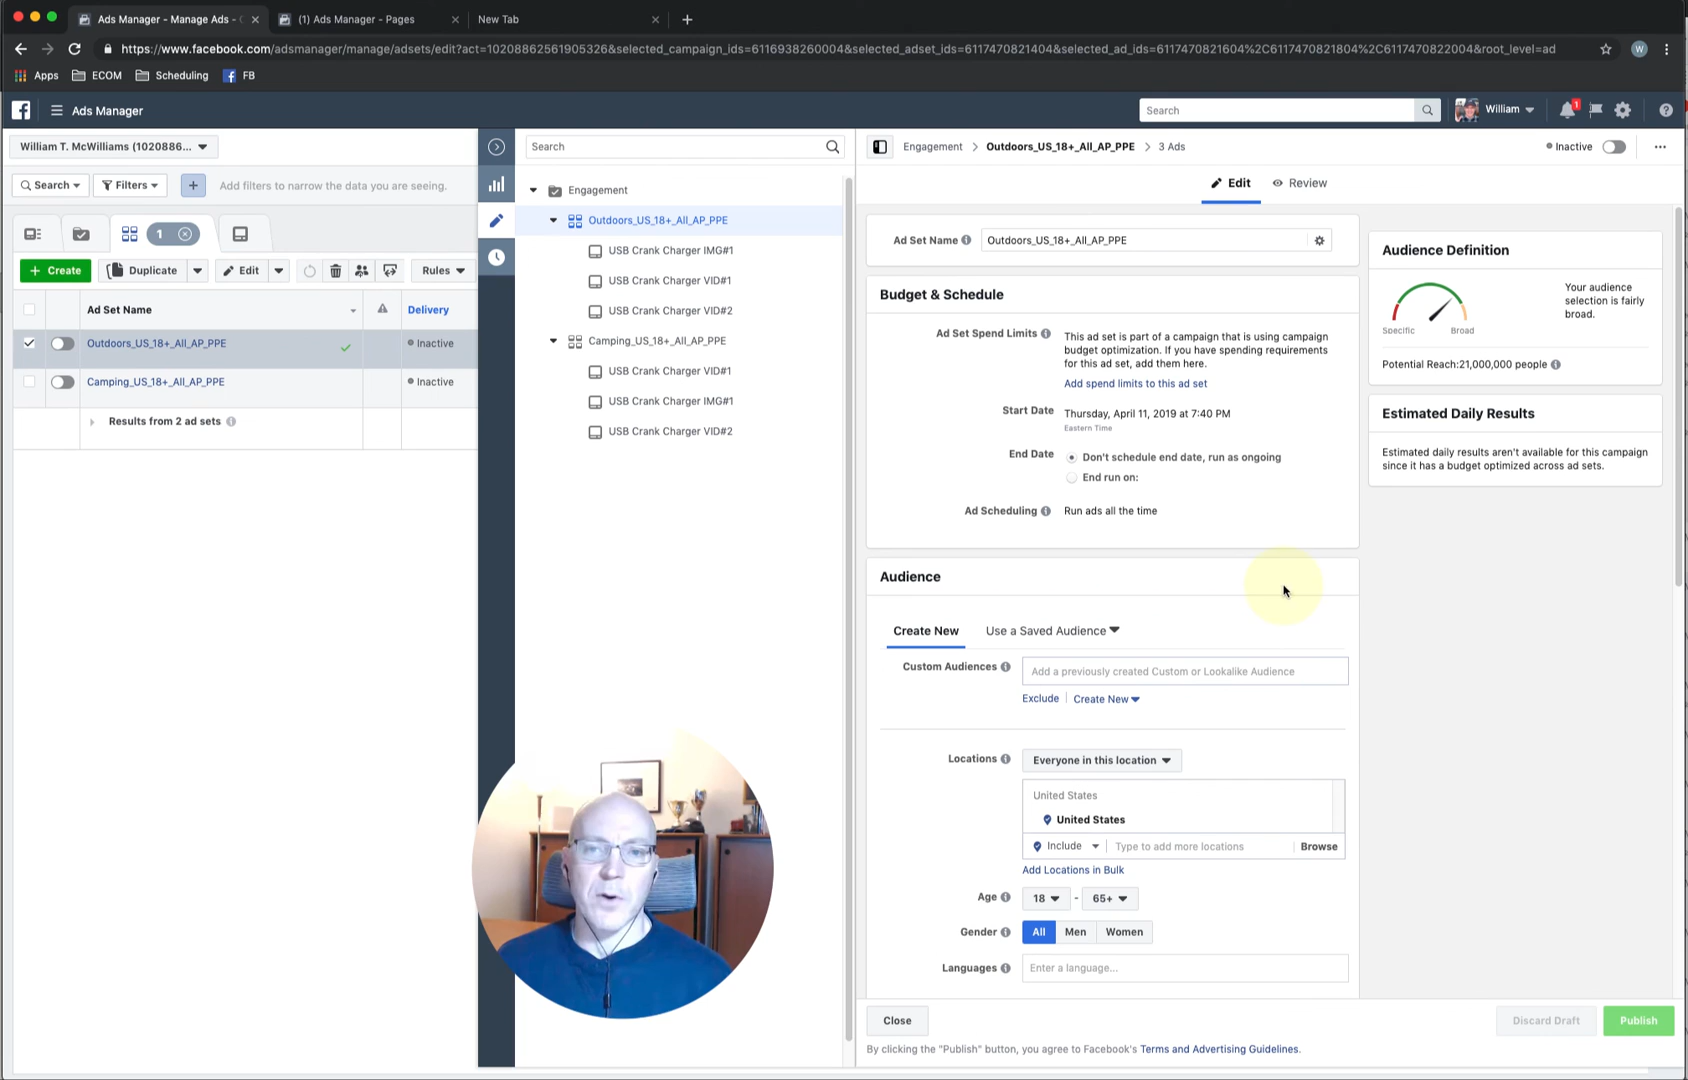 Ads Manager - Manage Ads -
(1) Ads Manager - Pages
New Tab
https://www.facebook.com/adsmanager/manage/adsets/edit?act=10208862561905326&selected_campaign_ids=6116938260004&selected_adset_ids=6117470821404&selected_ad_ids=6117470821604%2C6117470821804%2C6117470822004&root_level=ad
W
Apps
ECOM
Scheduling
FB
Ads Manager
Search
William
1
William T. McWilliams (1020886...
Search
Filters
Add filters to narrow the data you are seeing.
1
Create
Duplicate
Edit
Rules
Ad Set Name
Delivery
Outdoors_US_18+_All_AP_PPE
Inactive
Camping_US_18+_All_AP_PPE
Inactive
Results from 2 ad sets
Search
Engagement
Outdoors_US_18+_All_AP_PPE
USB Crank Charger IMG#1
USB Crank Charger VID#1
USB Crank Charger VID#2
Camping_US_18+_All_AP_PPE
USB Crank Charger VID#1
USB Crank Charger IMG#1
USB Crank Charger VID#2
Engagement > Outdoors_US_18+_All_AP_PPE > 3 Ads
Inactive
Edit
Review
Ad Set Name
Outdoors_US_18+_All_AP_PPE
Budget & Schedule
Ad Set Spend Limits
This ad set is part of a campaign that is using campaign
budget optimization. If you have spending requirements
for this ad set, add them here.
Add spend limits to this ad set
Start Date
Thursday, April 11, 2019 at 7:40 PM
Eastern Time
End Date
Don't schedule end date, run as ongoing
End run on:
Ad Scheduling
Run ads all the time
Audience
Create New
Use a Saved Audience
Custom Audiences
Add a previously created Custom or Lookalike Audience
Exclude
Create New
Locations
Everyone in this location
United States
United States
Include
Type to add more locations
Browse
Add Locations in Bulk
Age
18 - 65+
Gender
All
Men
Women
Languages
Enter a language...
Audience Definition
Your audience
selection is fairly
broad.
Specific
Broad
Potential Reach:21,000,000 people
Estimated Daily Results
Estimated daily results aren't available for this campaign
since it has a budget optimized across ad sets.
Close
Discard Draft
Publish
By clicking the "Publish" button, you agree to Facebook's Terms and Advertising Guidelines.